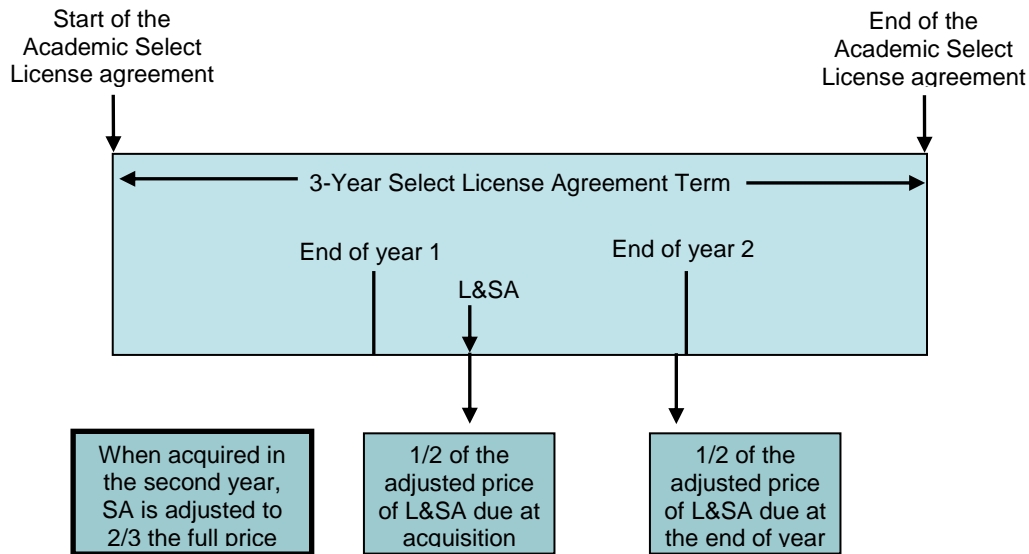 Start of the
Academic Select
License agreement
End of the
Academic Select
License agreement
3-Year Select License Agreement Term
End of year 1
End of year 2
L&SA
When acquired in
the second year,
SA is adjusted to
2/3 the full price
1/2 of the
adjusted price
of L&SA due at
acquisition
1/2 of the
adjusted price
of L&SA due at
the end of year